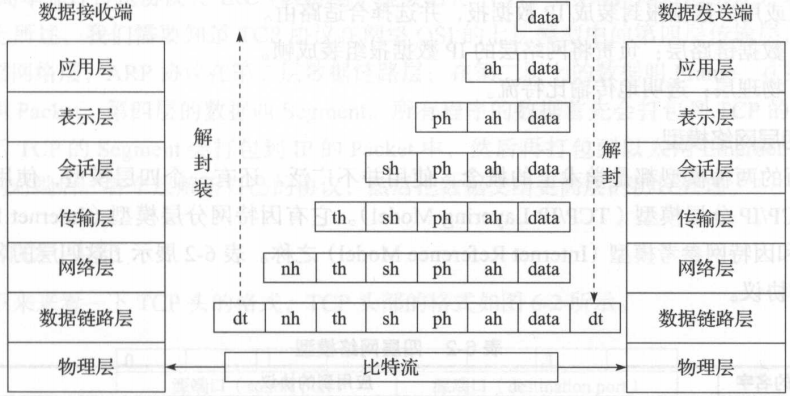 数据接收端 data 数据发送端
应用层 ah data 应用层
表示层 ph ah data 表示层
会话层 sh ph ah data 会话层
传输层 th sh ph ah data 传输层
网络层 nh th sh ph ah data 网络层
数据链路层 dt nh th sh ph ah data dt 数据链路层
物理层 比特流 物理层
解封装
解封